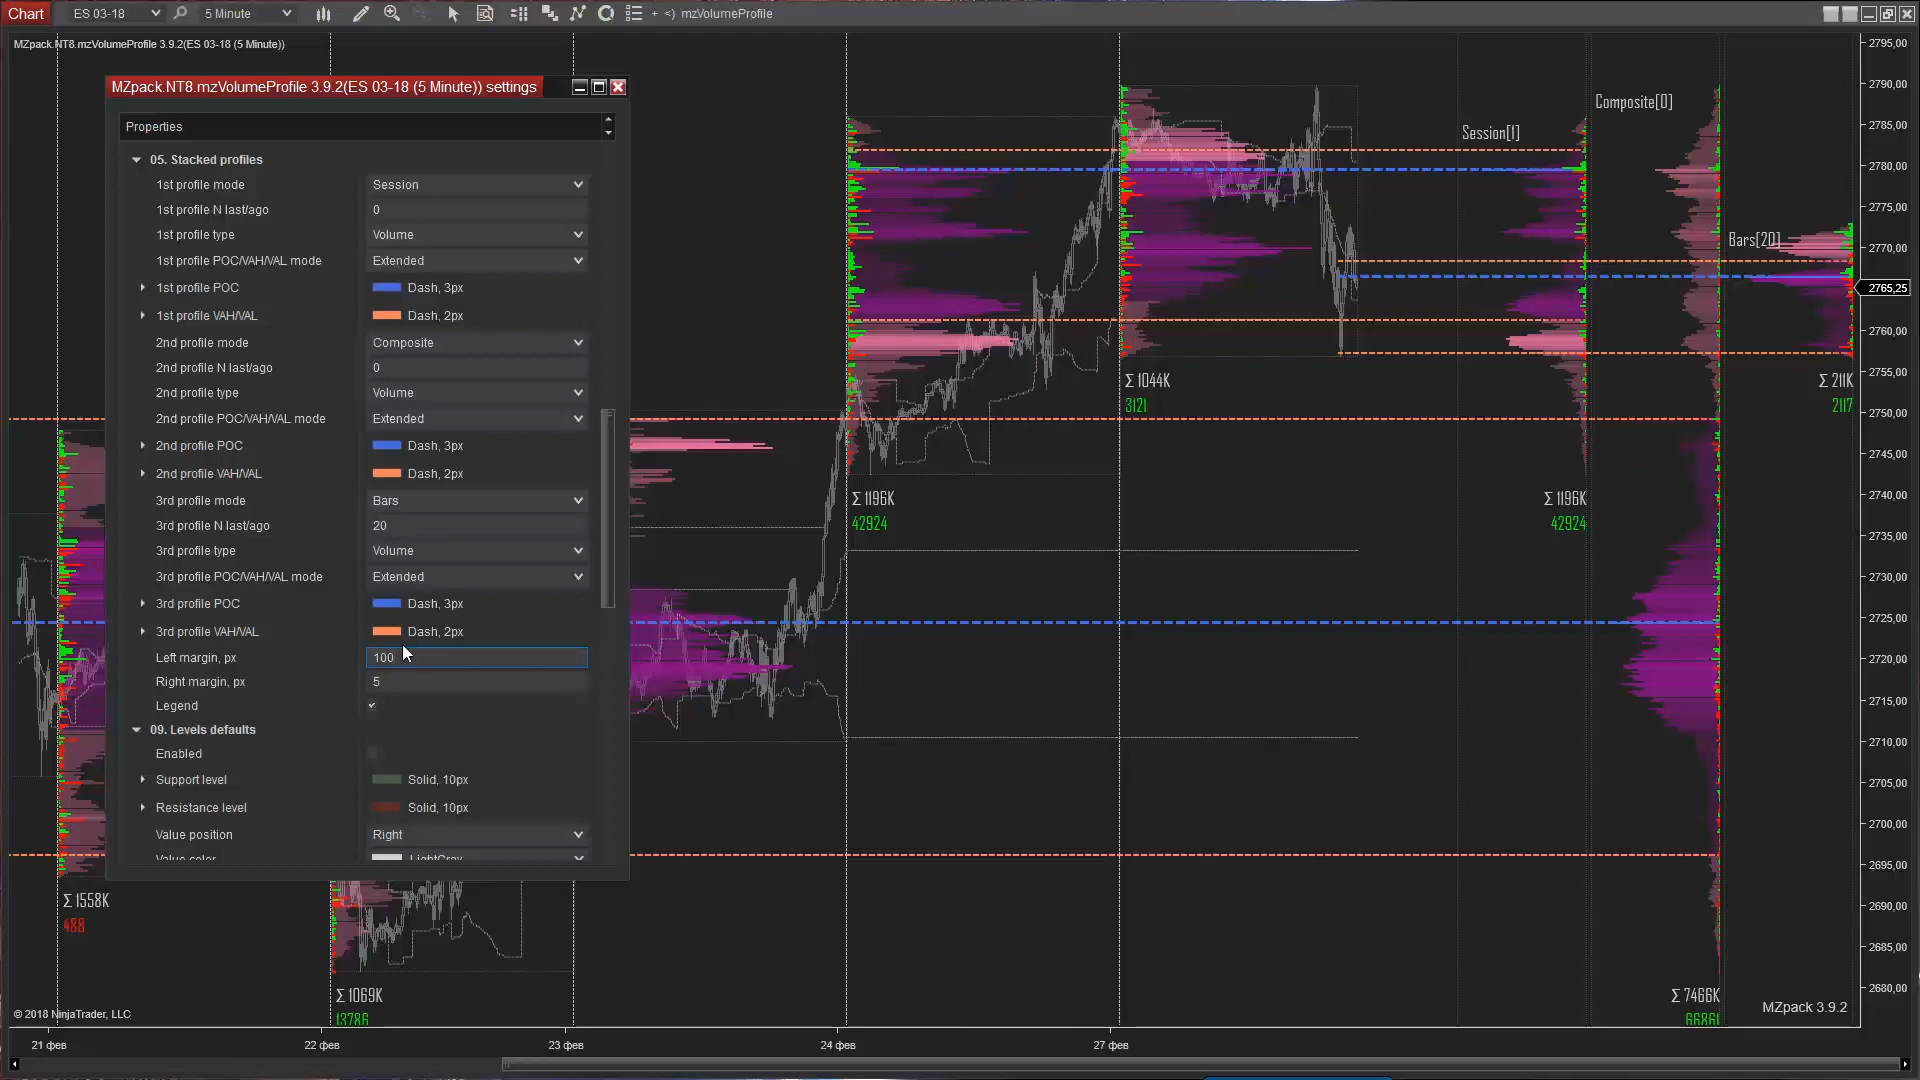 Chart
ES 03-18
5 Minute
+ <) mzVolumeProfile
MZpack.NT8.mzVolumeProfile 3.9.2(ES 03-18 (5 Minute))
MZpack.NT8.mzVolumeProfile 3.9.2(ES 03-18 (5 Minute)) settings
Properties
05. Stacked profiles
1st profile mode Session
1st profile N last/ago 0
1st profile type Volume
1st profile POC/VAH/VAL mode Extended
1st profile POC Dash, 3px
1st profile VAH/VAL Dash, 2px
2nd profile mode Composite
2nd profile N last/ago 0
2nd profile type Volume
2nd profile POC/VAH/VAL mode Extended
2nd profile POC Dash, 3px
2nd profile VAH/VAL Dash, 2px
3rd profile mode Bars
3rd profile N last/ago 20
3rd profile type Volume
3rd profile POC/VAH/VAL mode Extended
3rd profile POC Dash, 3px
3rd profile VAH/VAL Dash, 2px
Left margin, px 100
Right margin, px 5
Legend
09. Levels defaults
Enabled
Support level Solid, 10px
Resistance level Solid, 10px
Value position Right
Value color LightGray
Session[1]
Composite[0]
Bars[20]
Σ 1558K
488
Σ 1069K
13786
Σ 1196K
42924
Σ 1044K
3121
Σ 1196K
42924
Σ 7466K
66861
Σ 211K
2117
2795,00
2790,00
2785,00
2780,00
2775,00
2770,00
2765,25
2760,00
2755,00
2750,00
2745,00
2740,00
2735,00
2730,00
2725,00
2720,00
2715,00
2710,00
2705,00
2700,00
2695,00
2690,00
2685,00
2680,00
MZpack 3.9.2
© 2018 NinjaTrader, LLC
21 фев
22 фев
23 фев
24 фев
27 фев